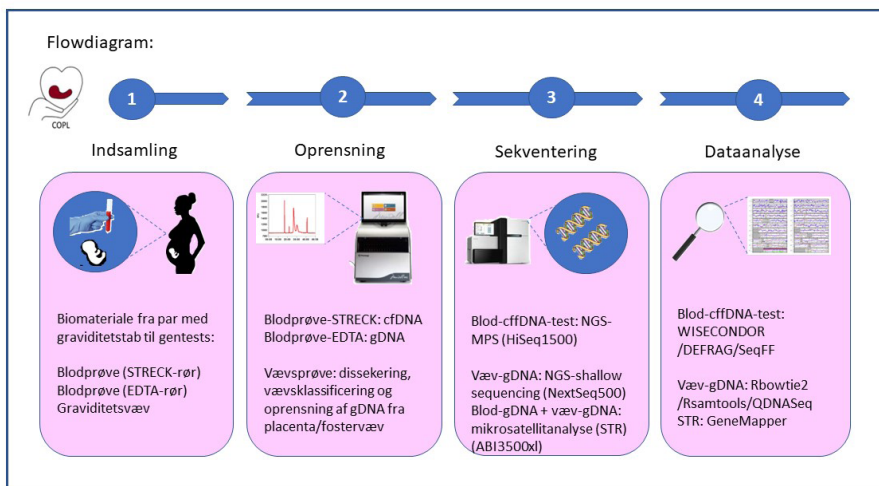 Flowdiagram:
COPL
1
2
3
4
Indsamling
Oprensning
Sekventering
Dataanalyse
Biomateriale fra par med
graviditetstab til gentests:
Blodprøve (STRECK-rør)
Blodprøve (EDTA-rør)
Graviditetsvæv
Blodprøve-STRECK: cfDNA
Blodprøve-EDTA: gDNA
Vævsprøve: dissekering,
vævsklassificering og
oprensning af gDNA fra
placenta/fostervæv
Blod-cffDNA-test: NGS-
MPS (HiSeq1500)
Væv-gDNA: NGS-shallow
sequencing (NextSeq500)
Blod-gDNA + væv-gDNA:
mikrosatellitanalyse (STR)
(ABI3500xl)
Blod-cffDNA-test:
WISECONDOR
/DEFRAG/SeqFF
Væv-gDNA: Rbowtie2
/Rsamtools/QDNASeq
STR: GeneMapper